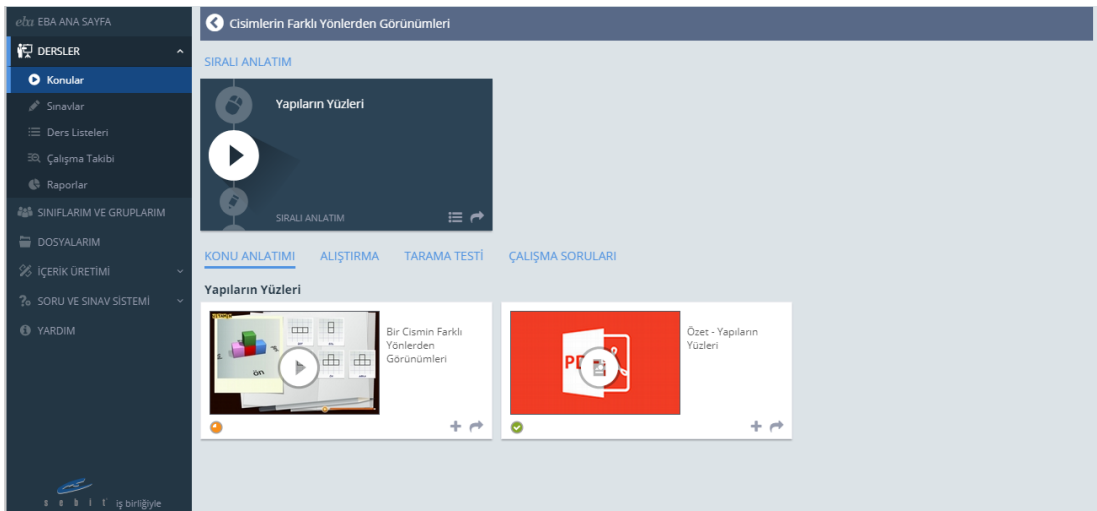 eba EBA ANA SAYFA
DERSLER
Konular
Sınavlar
Ders Listeleri
Çalışma Takibi
Raporlar
SINIFLARIM VE GRUPLARIM
DOSYALARIM
İÇERİK ÜRETİMİ
SORU VE SINAV SİSTEMİ
YARDIM
sebit iş birliğiyle
Cisimlerin Farklı Yönlerden Görünümleri
SIRALI ANLATIM
Yapıların Yüzleri
SIRALI ANLATIM
KONU ANLATIMI ALIŞTIRMA TARAMA TESTİ ÇALIŞMA SORULARI
Yapıların Yüzleri
ön
Bir Cismin Farklı
Yönlerden
Görünümleri
PDF
Özet - Yapıların
Yüzleri